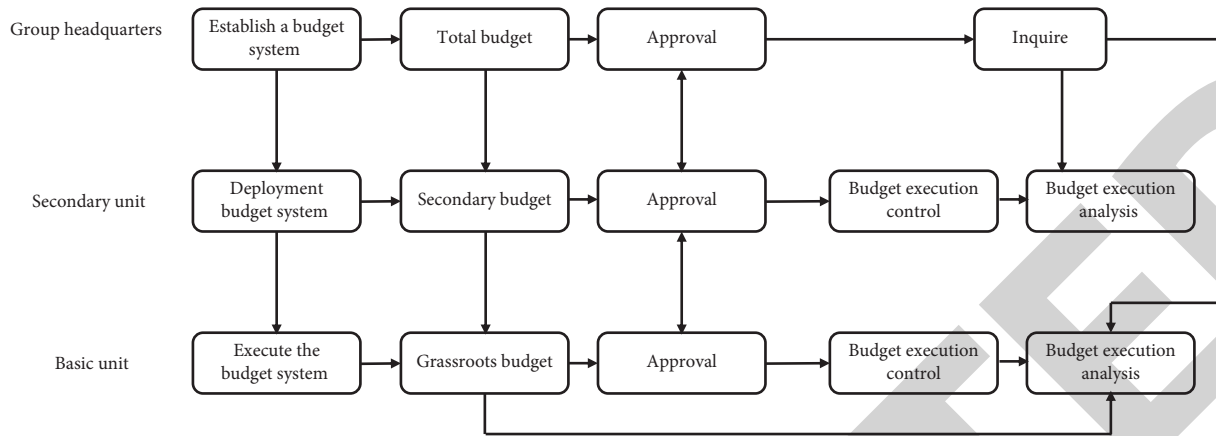 Group headquarters
Establish a budget
system
Total budget
Approval
Inquire
Secondary unit
Deployment
budget system
Secondary budget
Approval
Budget execution
control
Budget execution
analysis
Basic unit
Execute the
budget system
Grassroots budget
Approval
Budget execution
control
Budget execution
analysis